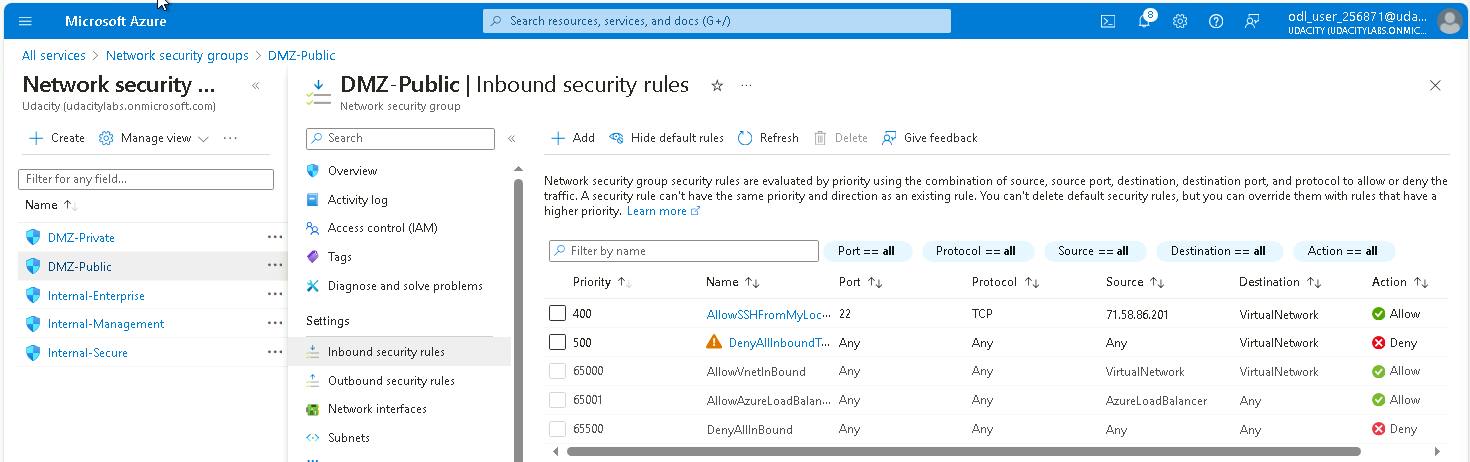 Microsoft Azure
Search resources, services, and docs (G+/)
8
odl_user_256871@uda...
UDACITY (UDACITYLABS.ONMIC...
All services > Network security groups > DMZ-Public
Network security ...
Udacity (udacitylabs.onmicrosoft.com)
Create Manage view ...
Filter for any field...
Name
DMZ-Private ...
DMZ-Public ...
Internal-Enterprise ...
Internal-Management ...
Internal-Secure ...
DMZ-Public | Inbound security rules ...
Network security group
Search
Overview
Activity log
Access control (IAM)
Tags
Diagnose and solve problems
Settings
Inbound security rules
Outbound security rules
Network interfaces
Subnets
Add Hide default rules Refresh Delete Give feedback
Network security group security rules are evaluated by priority using the combination of source, source port, destination, destination port, and protocol to allow or deny the
traffic. A security rule can't have the same priority and direction as an existing rule. You can't delete default security rules, but you can override them with rules that have a
higher priority. Learn more
Filter by name Port == all Protocol == all Source == all Destination == all Action == all
Priority Name Port Protocol Source Destination Action
400 AllowSSHFromMyLoc... 22 TCP 71.58.86.201 VirtualNetwork Allow
500 DenyAllInboundT... Any Any Any VirtualNetwork Deny
65000 AllowVnetInBound Any Any VirtualNetwork VirtualNetwork Allow
65001 AllowAzureLoadBalan... Any Any AzureLoadBalancer Any Allow
65500 DenyAllInBound Any Any Any Any Deny